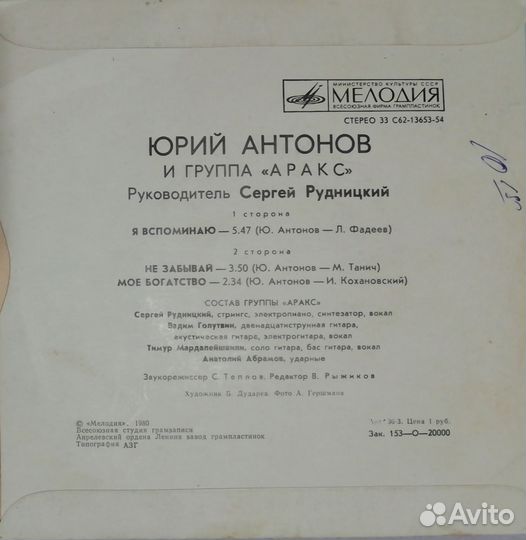 МИНИСТЕРСТВО КУЛЬТУРЫ СССР
МЕЛОДИЯ
ВСЕСОЮЗНАЯ ФИРМА ГРАМПЛАСТИНОК
СТЕРЕО 33 С62-13653-54
ЮРИЙ АНТОНОВ
И ГРУППА «АРАКС»
Руководитель Сергей Рудницкий
1 сторона
Я ВСПОМИНАЮ — 5.47 (Ю. Антонов — Л. Фадеев)
2 сторона
НЕ ЗАБЫВАЙ — 3.50 (Ю. Антонов — М. Танич)
МОЕ БОГАТСТВО — 2.34 (Ю. Антонов — И. Кохановский)
СОСТАВ ГРУППЫ «АРАКС»
Сергей Рудницкий, стрингс, электропиано, синтезатор, вокал
Вадим Голутвин, двенадцатиструнная гитара,
акустическая гитара, электрогитара, вокал
Тимур Мардалейшвили, соло гитара, бас гитара, вокал
Анатолий Абрамов, ударные
Звукорежиссер С. Теплов. Редактор В. Рыжиков
Художник Б. Дударев. Фото А. Гершмана
© «Мелодия», 1980
Всесоюзная студия грамзаписи
Апрелевский ордена Ленина завод грампластинок
Типография АЗГ
36-3. Цена 1 руб.
Зак. 153—О—20000
Avito